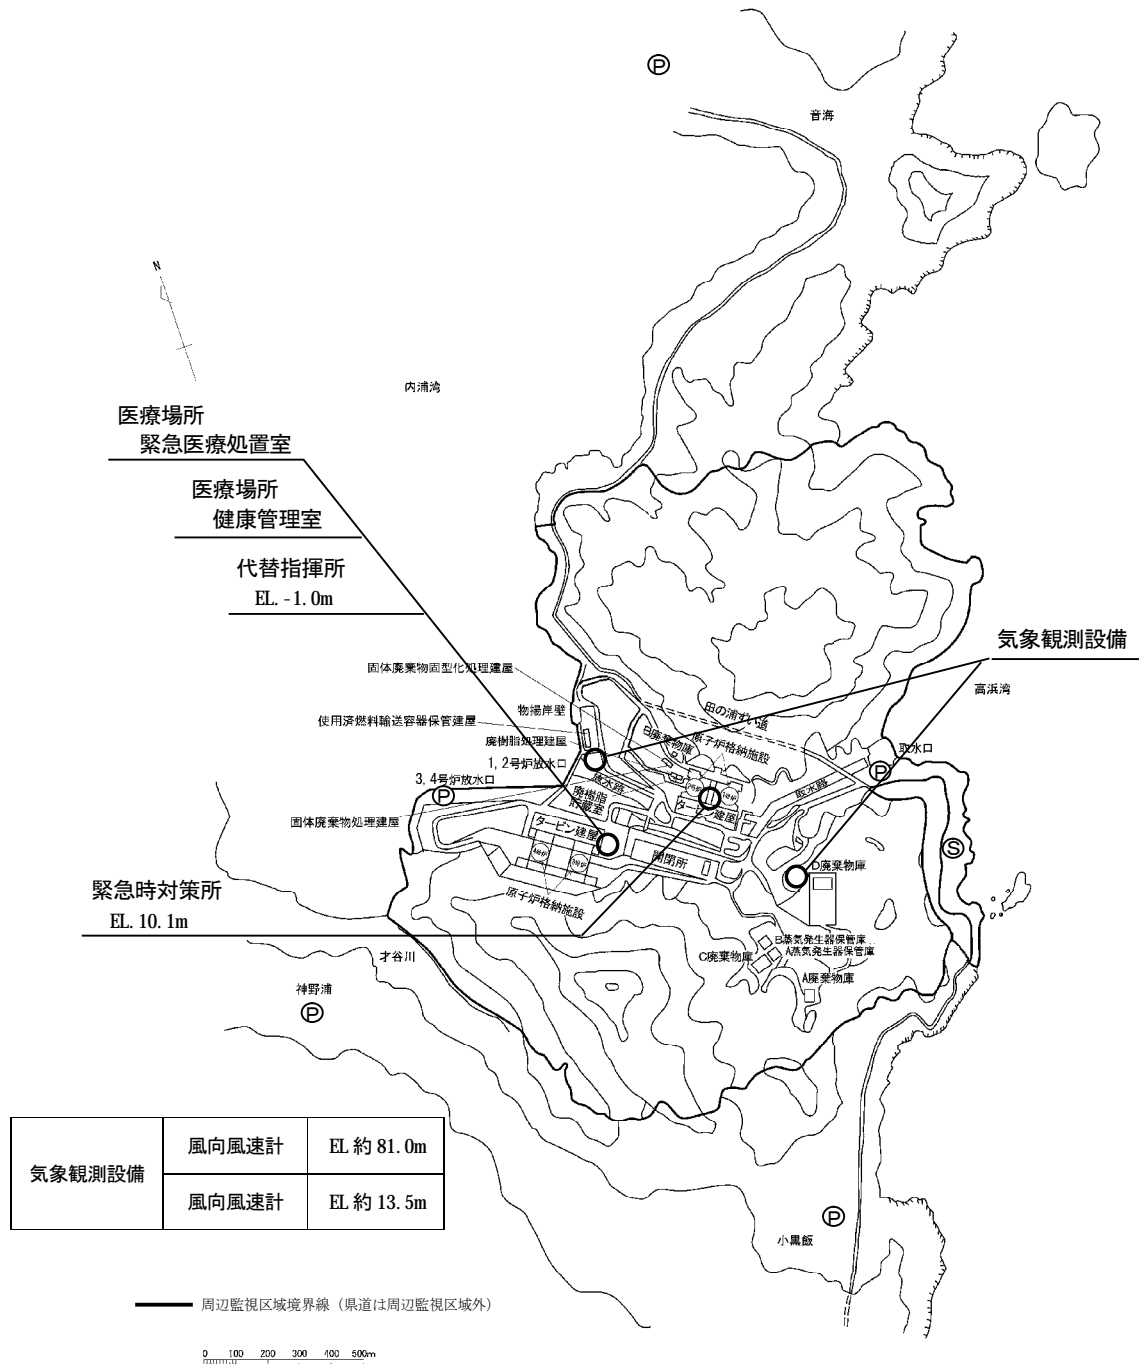 Ⓟ
音海
N
内浦湾
医療場所
緊急医療処置室
医療場所
健康管理室
代替指揮所
EL. -1.0m
気象観測設備
高浜湾
固体廃棄物固型化処理建屋
物揚岸壁
使用済燃料輸送容器保管建屋
廃樹脂処理建屋
1,2号炉放水口
3,4号炉放水口
Ⓟ
田の浦ずい道
B廃棄物庫
原子炉格納施設
取水口
Ⓟ
取水路
放水路
廃樹脂
貯蔵室
タービン建屋
固体廃棄物処理建屋
タービン建屋
開閉所
原子炉格納施設
Ⓢ
D廃棄物庫
緊急時対策所
EL. 10.1m
B蒸気発生器保管庫
A蒸気発生器保管庫
C廃棄物庫
A廃棄物庫
才谷川
神野浦
Ⓟ
気象観測設備
風向風速計
EL 約 81.0m
風向風速計
EL 約 13.5m
Ⓟ
小黒飯
周辺監視区域境界線（県道は周辺監視区域外）
0 100 200 300 400 500m